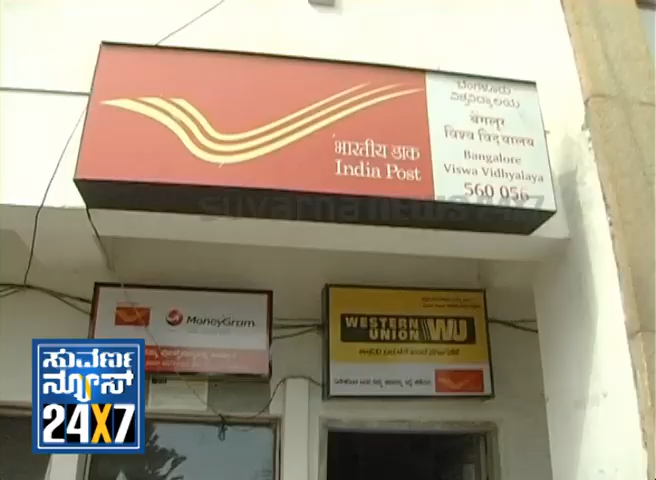 ಬೆಂಗಳೂರು
ವಿಶ್ವವಿದ್ಯಾಲಯ
बेंगलूर
विश्व विद्यालय
भारतीय डाक
India Post
Bangalore
Viswa Vidhyalaya
560 056
suvarnanews24x7
MoneyGram
WESTERN
UNION
WU
ಸುವರ್ಣ
ನ್ಯೂಸ್
24X7